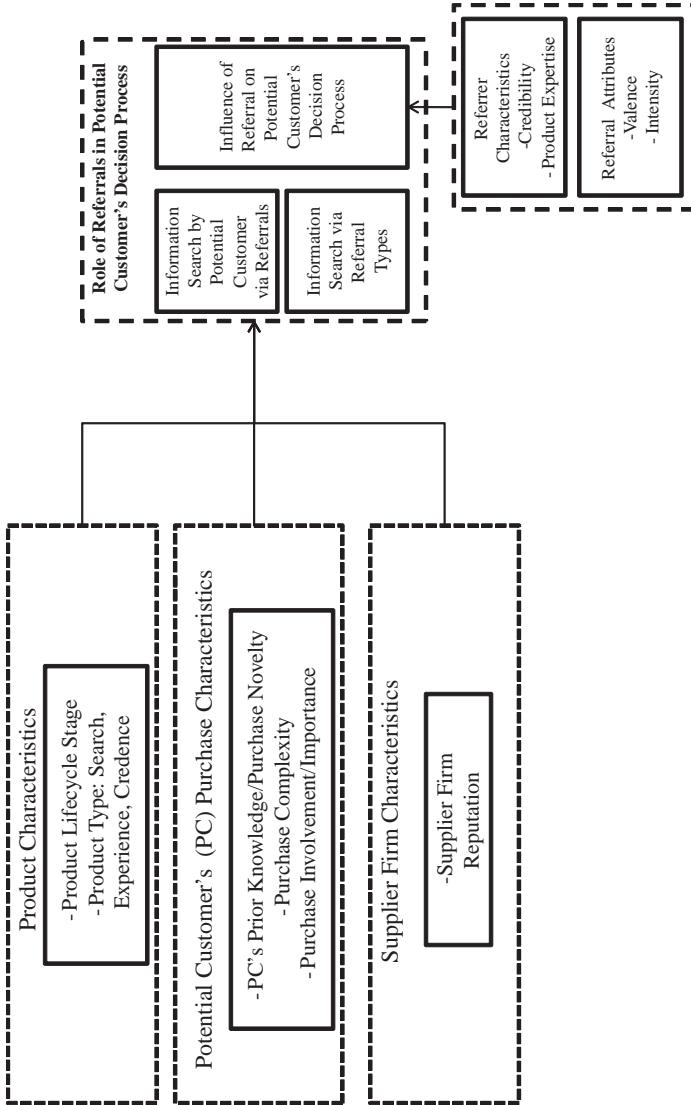 Product Characteristics
-Product Lifecycle Stage
-Product Type: Search,
Experience, Credence
Potential Customer's (PC) Purchase Characteristics
-PC's Prior Knowledge/Purchase Novelty
-Purchase Complexity
-Purchase Involvement/Importance
Supplier Firm Characteristics
-Supplier Firm
Reputation
Role of Referrals in Potential
Customer's Decision Process
Information
Search by
Potential
Customer
via Referrals
Information
Search via
Referral
Types
Influence of
Referral on
Potential
Customer's
Decision
Process
Referrer
Characteristics
-Credibility
-Product Expertise
Referral Attributes
-Valence
- Intensity